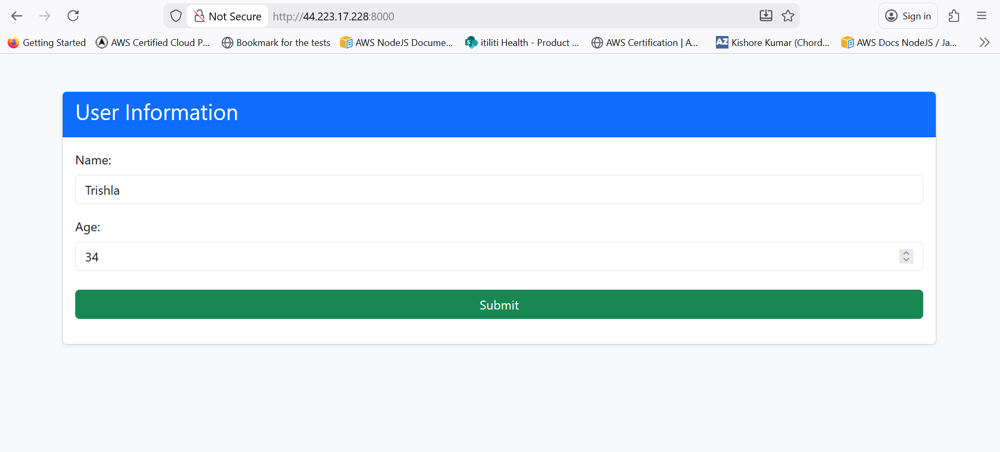 Not Secure http://44.223.17.228:8000 Sign in
Getting Started AWS Certified Cloud P... Bookmark for the tests AWS NodeJS Docume... itiliti Health - Product ... AWS Certification | A... AZ Kishore Kumar (Chord... AWS Docs NodeJS / Ja...
User Information
Name:
Trishla
Age:
34
Submit